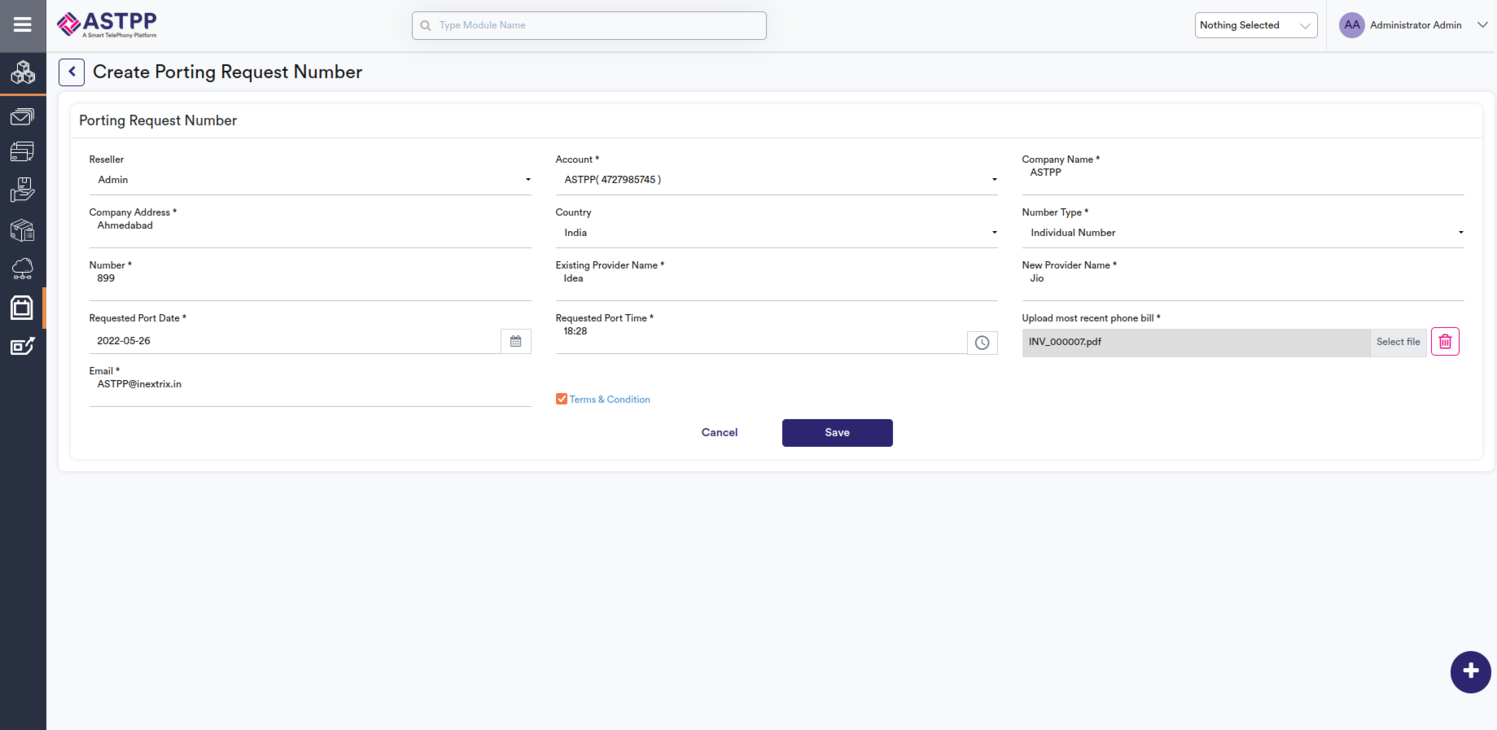 ASTPP
A Smart TelePhony Platform
Type Module Name
Nothing Selected
AA
Administrator Admin
Create Porting Request Number
Porting Request Number
Reseller
Admin
Account *
ASTPP( 4727985745 )
Company Name *
ASTPP
Company Address *
Ahmedabad
Country
India
Number Type *
Individual Number
Number *
899
Existing Provider Name *
Idea
New Provider Name *
Jio
Requested Port Date *
2022-05-26
Requested Port Time *
18:28
Upload most recent phone bill *
INV_000007.pdf
Select file
Email *
ASTPP@inextrix.in
Terms & Condition
Cancel
Save